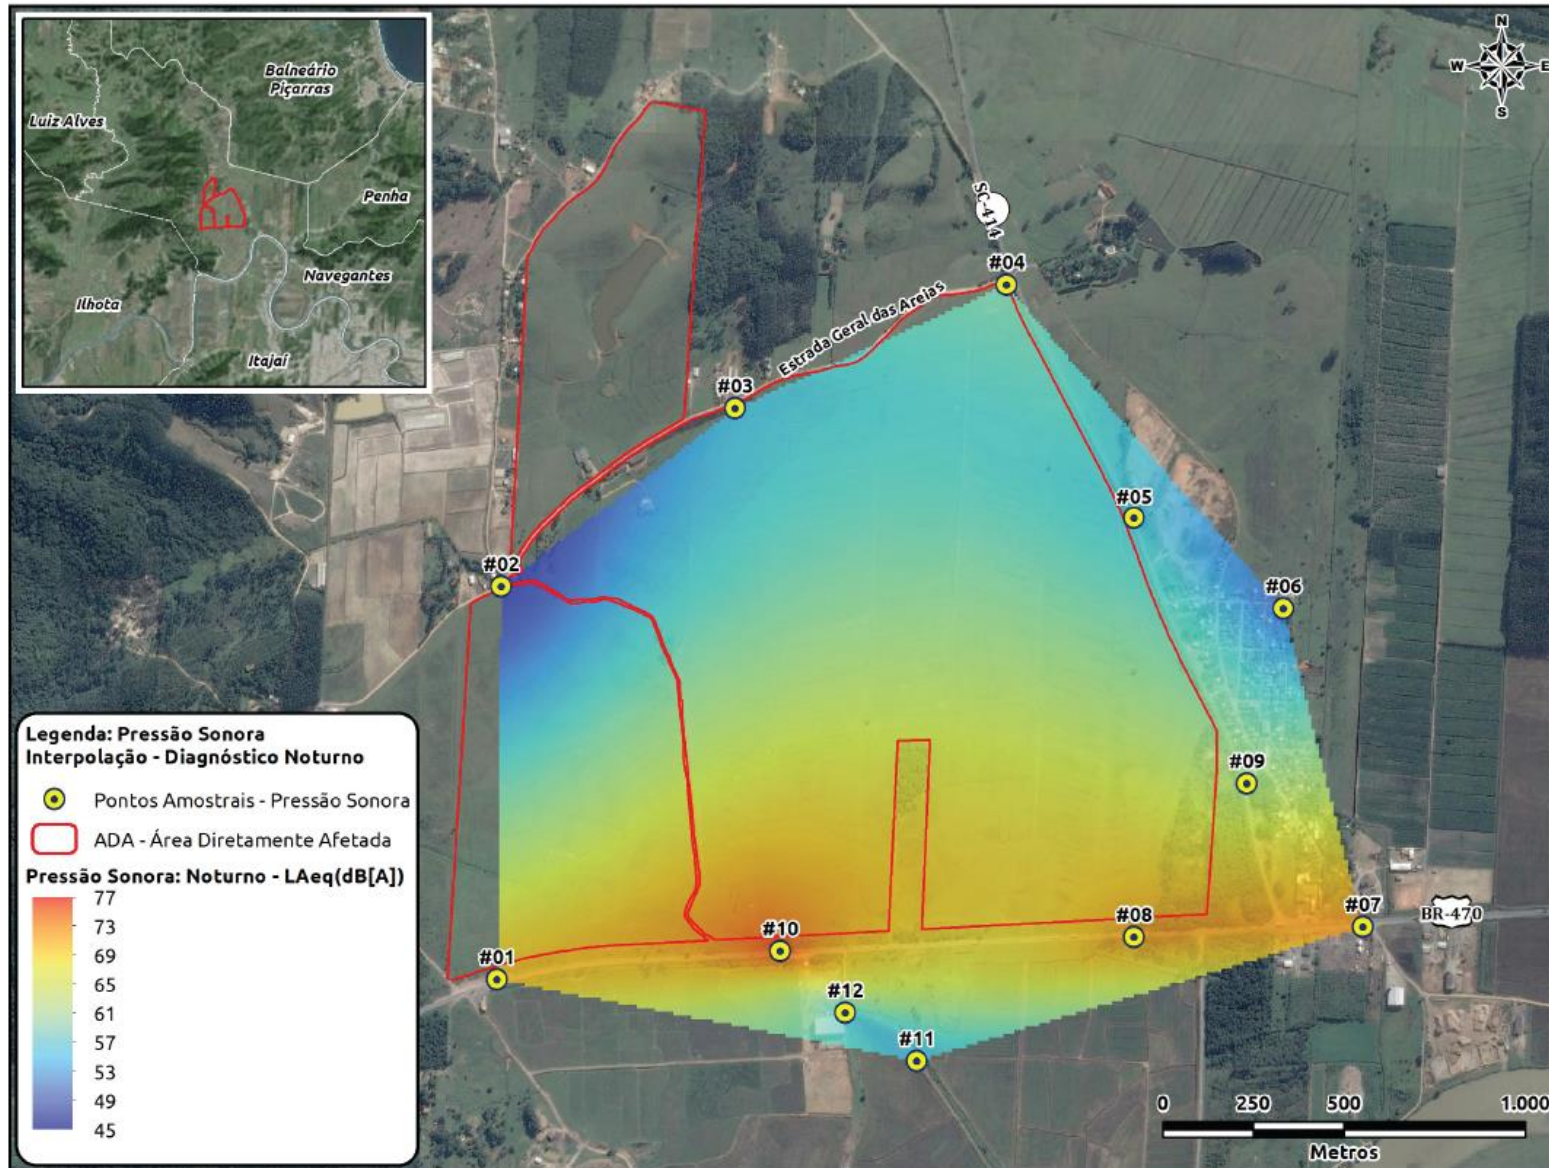 Balneário
Piçarras
Luiz Alves
Penha
Navegantes
Ilhota
Itajaí
N
W
E
S
SC-414
#04
Estrada Geral das Areias
#03
#05
#02
#06
#09
#08
#07
BR-470
#10
#01
#12
#11
Legenda: Pressão Sonora
Interpolação - Diagnóstico Noturno
Pontos Amostrais - Pressão Sonora
ADA - Área Diretamente Afetada
Pressão Sonora: Noturno - LAeq(dB[A])
77
73
69
65
61
57
53
49
45
0 250 500 1.000
Metros